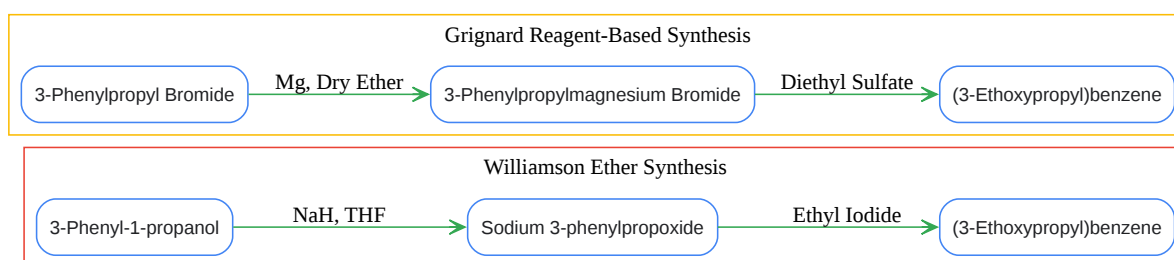 Grignard Reagent-Based Synthesis
3-Phenylpropyl Bromide
Mg, Dry Ether
3-Phenylpropylmagnesium Bromide
Diethyl Sulfate
(3-Ethoxypropyl)benzene
Williamson Ether Synthesis
3-Phenyl-1-propanol
NaH, THF
Sodium 3-phenylpropoxide
Ethyl Iodide
(3-Ethoxypropyl)benzene